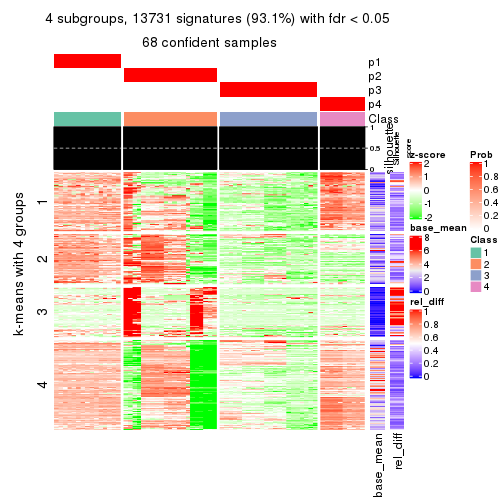 4 subgroups, 13731 signatures (93.1%) with fdr < 0.05
68 confident samples
p1
p2
p3
p4
Class
1
0.5
0
silhouette
Silhouette
score
k-means with 4 groups
1
2
3
4
base_mean
rel_diff
z-score
2
1
0
-1
-2
base_mean
8
6
4
2
0
rel_diff
1
0.8
0.6
0.4
0.2
0
Prob
1
0.8
0.6
0.4
0.2
0
Class
1
2
3
4